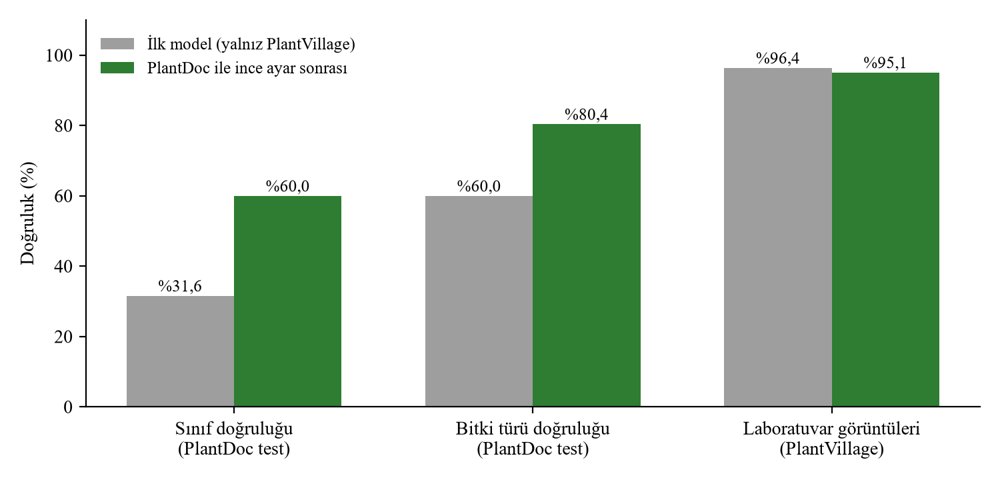 İlk model (yalnız PlantVillage)
PlantDoc ile ince ayar sonrası
Doğruluk (%)
100
80
60
40
20
0
%31,6
%60,0
%60,0
%80,4
%96,4
%95,1
Sınıf doğruluğu
(PlantDoc test)
Bitki türü doğruluğu
(PlantDoc test)
Laboratuvar görüntüleri
(PlantVillage)